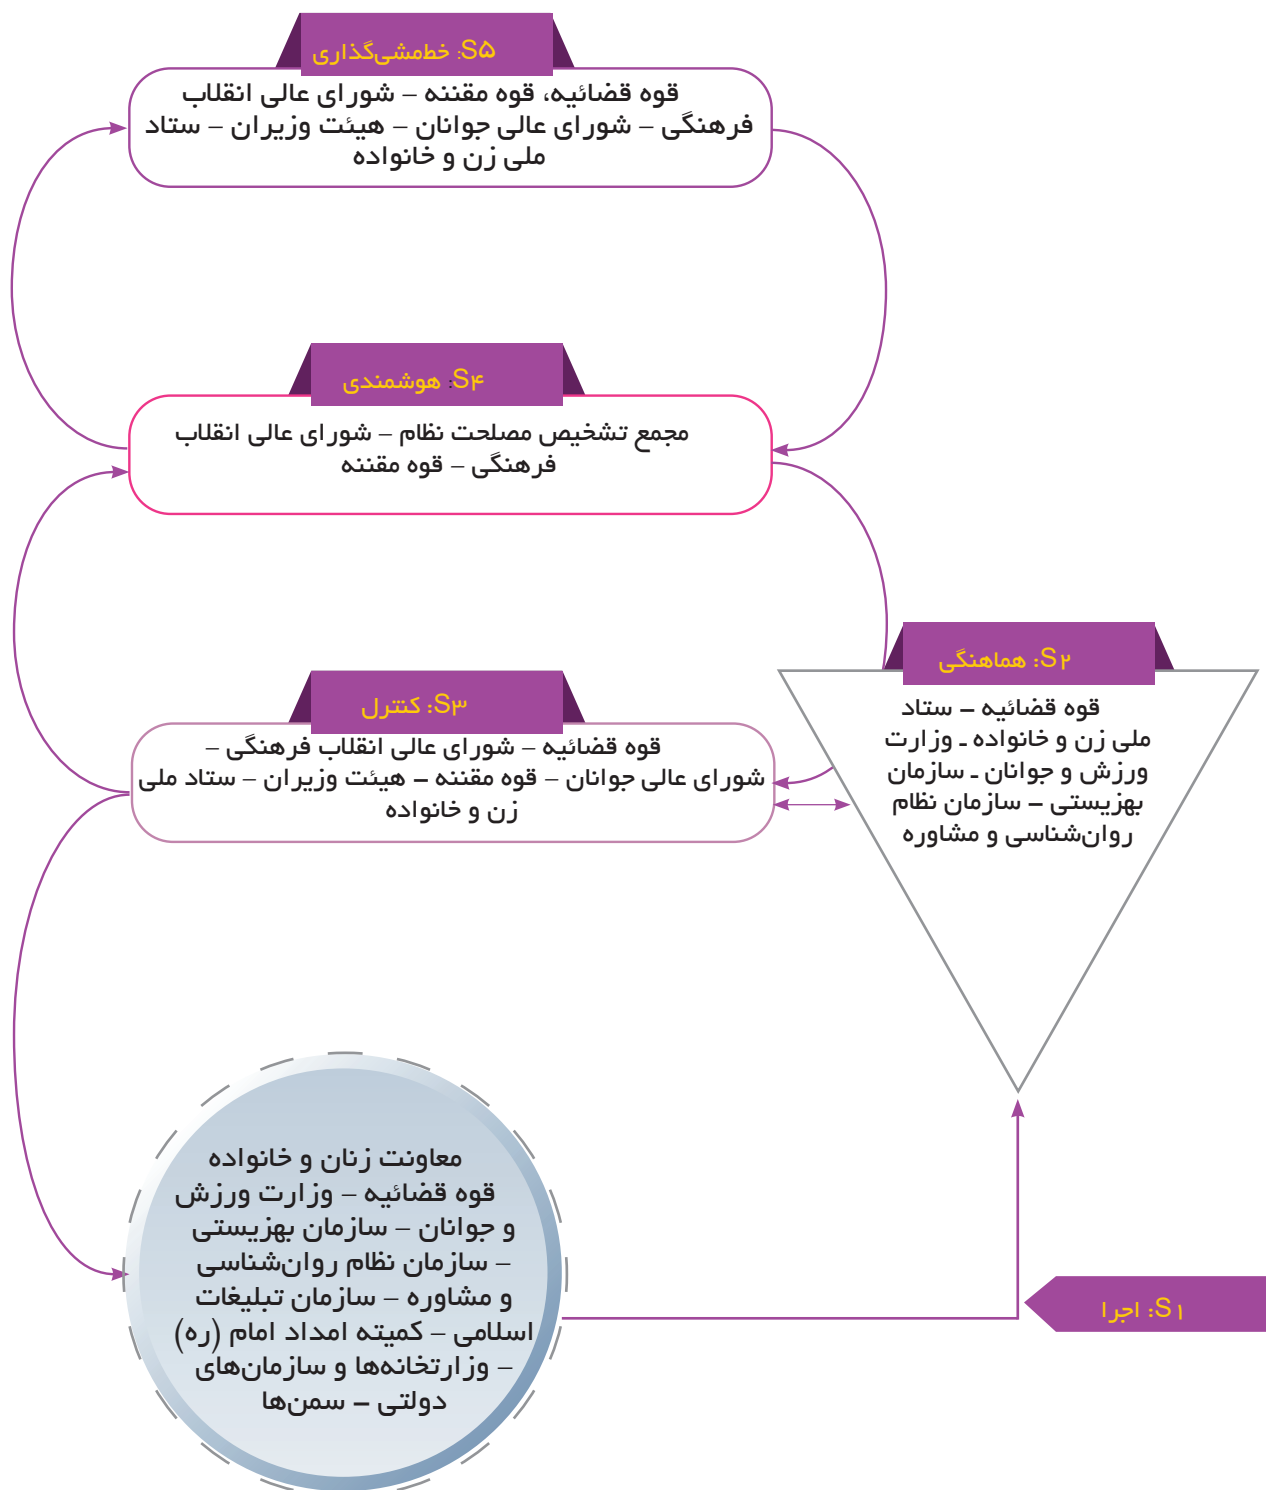 S۵: خط‌مشی‌گذاری
قوه قضائیه، قوه مقننه – شورای عالی انقلاب
فرهنگی – شورای عالی جوانان – هیئت وزیران – ستاد
ملی زن و خانواده
S۴: هوشمندی
مجمع تشخیص مصلحت نظام – شورای عالی انقلاب
فرهنگی – قوه مقننه
S۲: هماهنگی
قوه قضائیه – ستاد
ملی زن و خانواده ـ وزارت
ورزش و جوانان ـ سازمان
بهزیستی – سازمان نظام
روان‌شناسی و مشاوره
S۳: کنترل
قوه قضائیه – شورای عالی انقلاب فرهنگی –
شورای عالی جوانان – قوه مقننه – هیئت وزیران – ستاد ملی
زن و خانواده
معاونت زنان و خانواده
قوه قضائیه – وزارت ورزش
و جوانان – سازمان بهزیستی
– سازمان نظام روان‌شناسی
و مشاوره – سازمان تبلیغات
اسلامی – کمیته امداد امام (ره)
– وزارتخانه‌ها و سازمان‌های
دولتی – سمن‌ها
S۱: اجرا